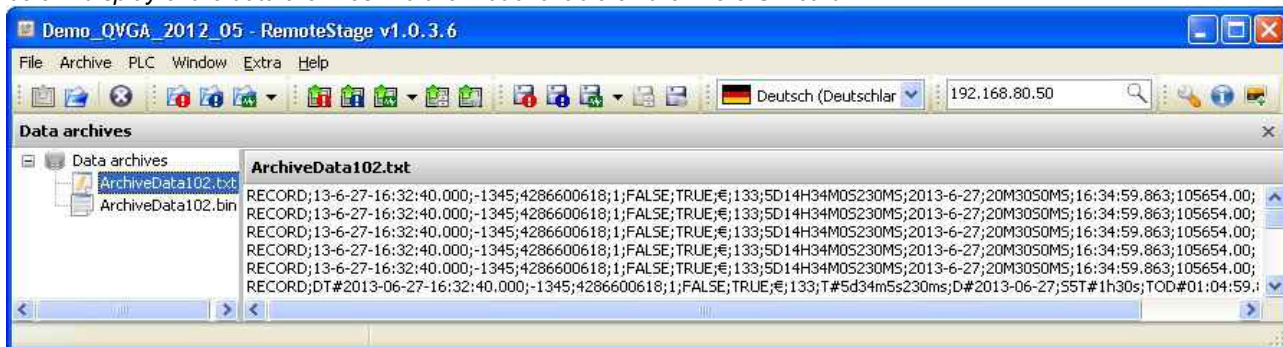 Demo_QVGA_2012_05 - RemoteStage v1.0.3.6
File Archive PLC Window Extra Help
Deutsch (Deutschlar 192.168.80.50
Data archives
Data archives
ArchiveData102.txt
ArchiveData102.bin
ArchiveData102.txt
RECORD;13-6-27-16:32:40.000;-1345;4286600618;1;FALSE;TRUE;€;133;5D14H34M0S230MS;2013-6-27;20M30S0MS;16:34:59.863;105654.00;
RECORD;13-6-27-16:32:40.000;-1345;4286600618;1;FALSE;TRUE;€;133;5D14H34M0S230MS;2013-6-27;20M30S0MS;16:34:59.863;105654.00;
RECORD;13-6-27-16:32:40.000;-1345;4286600618;1;FALSE;TRUE;€;133;5D14H34M0S230MS;2013-6-27;20M30S0MS;16:34:59.863;105654.00;
RECORD;13-6-27-16:32:40.000;-1345;4286600618;1;FALSE;TRUE;€;133;5D14H34M0S230MS;2013-6-27;20M30S0MS;16:34:59.863;105654.00;
RECORD;13-6-27-16:32:40.000;-1345;4286600618;1;FALSE;TRUE;€;133;5D14H34M0S230MS;2013-6-27;20M30S0MS;16:34:59.863;105654.00;
RECORD;DT#2013-06-27-16:32:40.000;-1345;4286600618;1;FALSE;TRUE;€;133;T#5d34m5s230ms;D#2013-06-27;S5T#1h30s;TOD#01:04:59.